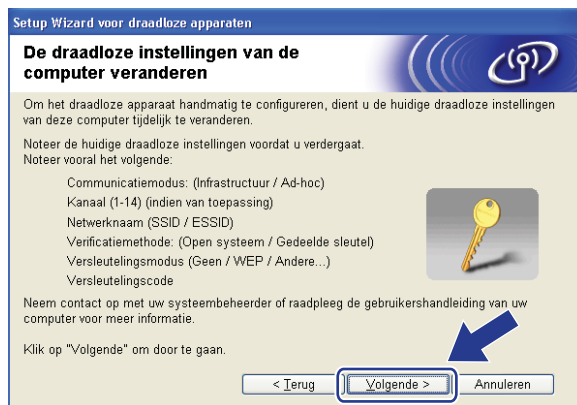 Setup Wizard voor draadloze apparaten
De draadloze instellingen van de
computer veranderen
Om het draadloze apparaat handmatig te configureren, dient u de huidige draadloze instellingen
van deze computer tijdelijk te veranderen.
Noteer de huidige draadloze instellingen voordat u verdergaat.
Noteer vooral het volgende:
Communicatiemodus: (Infrastructuur / Ad-hoc)
Kanaal (1-14) (indien van toepassing)
Netwerknaam (SSID / ESSID)
Verificatiemethode: (Open systeem / Gedeelde sleutel)
Versleutelingsmodus (Geen / WEP / Andere...)
Versleutelingscode
Neem contact op met uw systeembeheerder of raadpleeg de gebruikershandleiding van uw
computer voor meer informatie.
Klik op "Volgende" om door te gaan.
< Terug Volgende > Annuleren